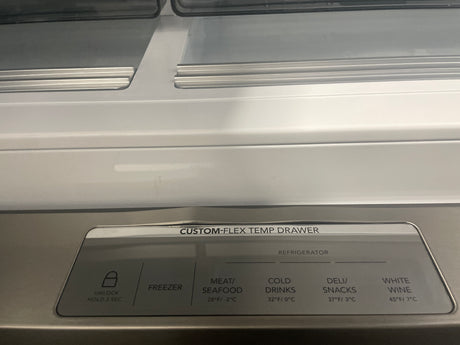 CUSTOM-FLEX TEMP DRAWER
REFRIGERATOR
UNLOCK
HOLD 3 SEC
FREEZER
MEAT/
SEAFOOD
28°F/-2°C
COLD
DRINKS
32°F/0°C
DELI/
SNACKS
37°F/3°C
WHITE
WINE
45°F/7°C